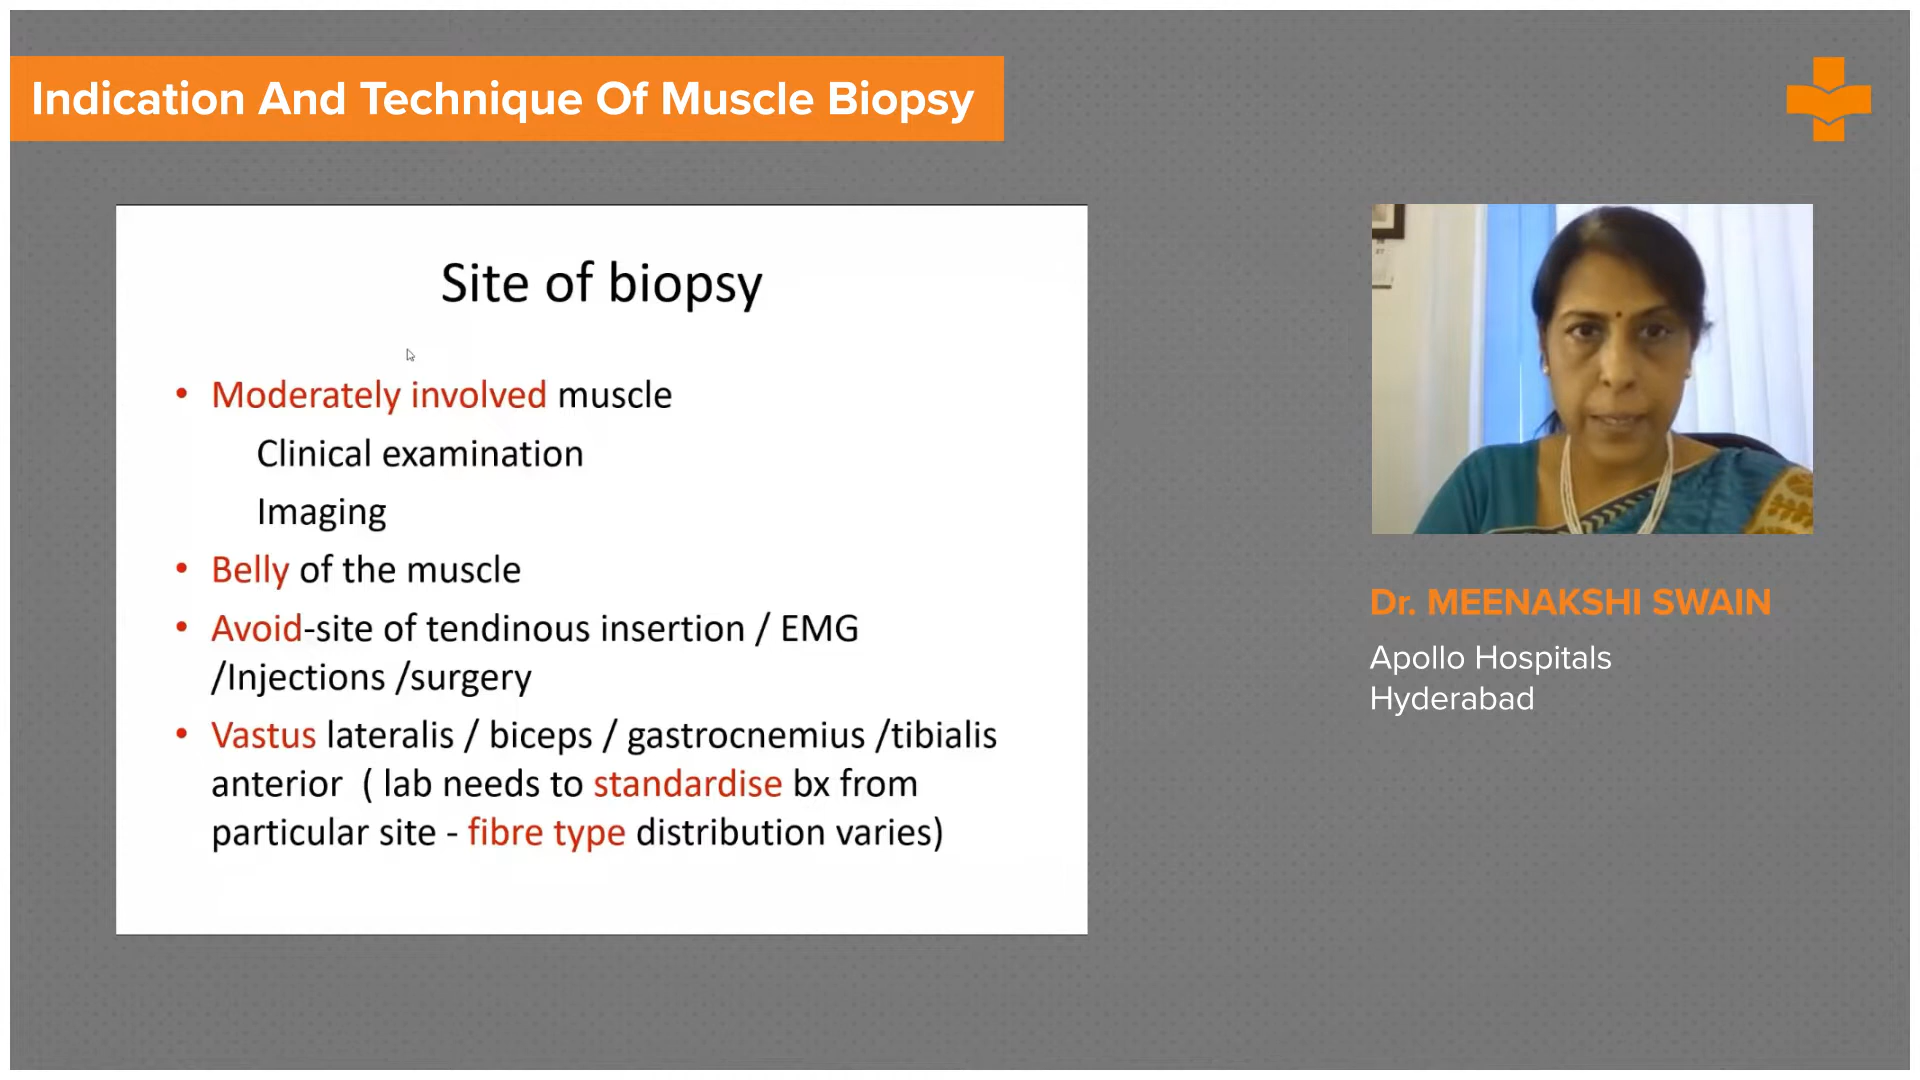 Indication And Technique Of Muscle Biopsy
Site of biopsy
• Moderately involved muscle
Clinical examination
Imaging
• Belly of the muscle
• Avoid-site of tendinous insertion / EMG
/Injections /surgery
• Vastus lateralis / biceps / gastrocnemius /tibialis
anterior ( lab needs to standardise bx from
particular site - fibre type distribution varies)
Dr. MEENAKSHI SWAIN
Apollo Hospitals
Hyderabad